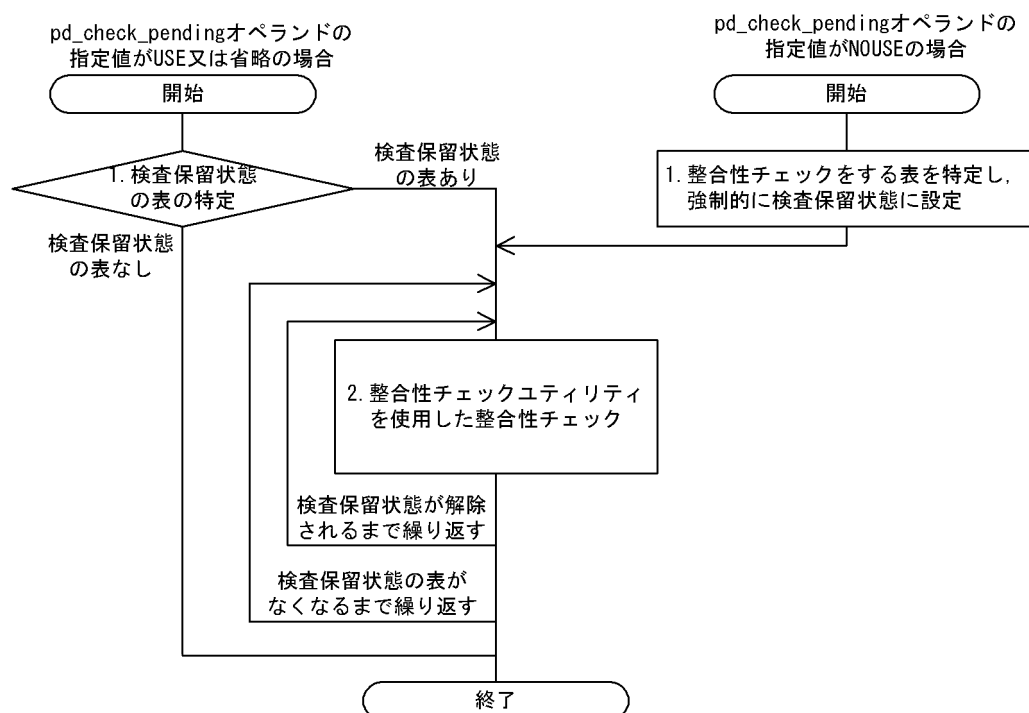 pd_check_pendingオペランドの
指定値がUSE又は省略の場合
開始
1.検査保留状態
の表の特定
検査保留状態
の表あり
検査保留状態
の表なし
pd_check_pendingオペランドの
指定値がNOUSEの場合
開始
1.整合性チェックをする表を特定し,
強制的に検査保留状態に設定
2.整合性チェックユティリティ
を使用した整合性チェック
検査保留状態が解除
されるまで繰り返す
検査保留状態の表が
なくなるまで繰り返す
終了